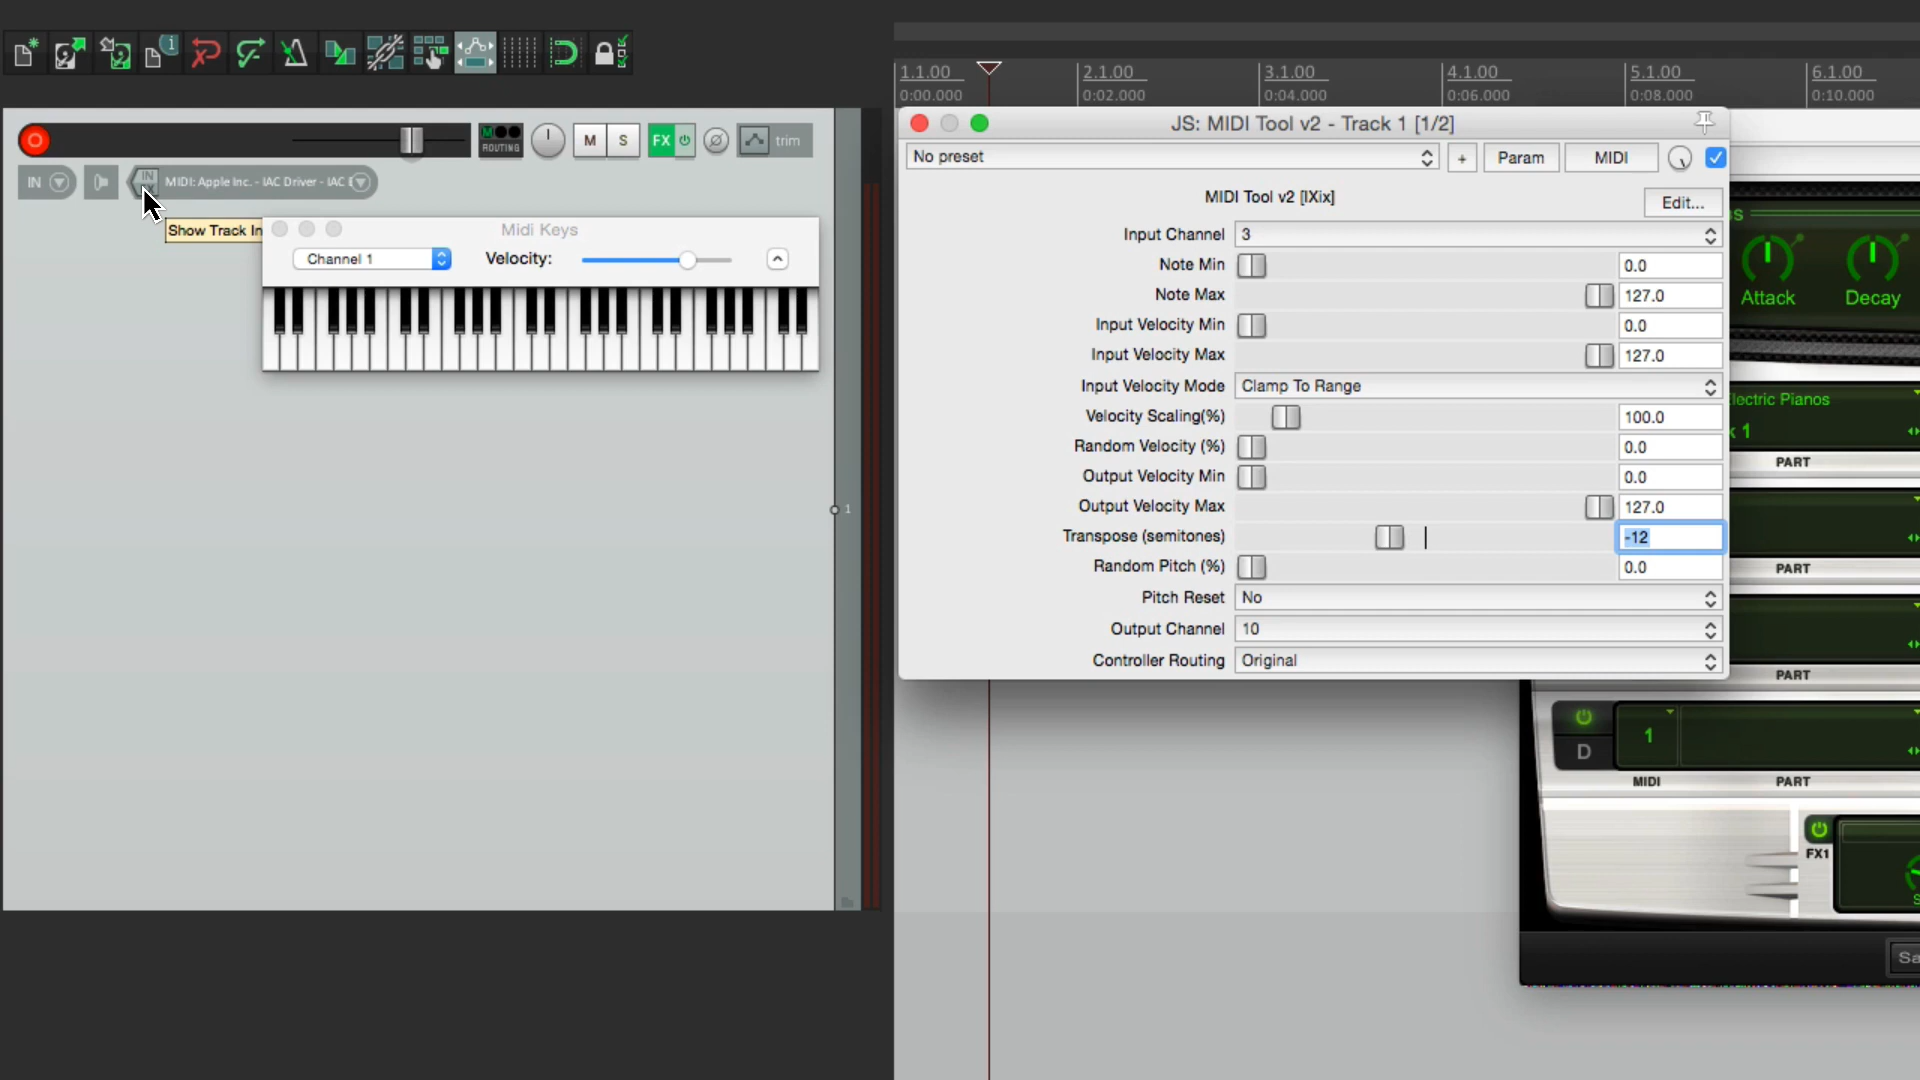 1.1.00 2.1.00 3.1.00 4.1.00 5.1.00 6.1.00
0:00.000 0:02.000 0:04.000 0:06.000 0:08.000 0:10.000
M
ROUTING
M S FX trim
IN
IN
MIDI: Apple Inc. - IAC Driver - IAC
Show Track In
Midi Keys
Channel 1 Velocity:
1
JS: MIDI Tool v2 - Track 1 [1/2]
No preset + Param MIDI
MIDI Tool v2 [IXix] Edit...
Input Channel 3
Note Min 0.0
Note Max 127.0
Input Velocity Min 0.0
Input Velocity Max 127.0
Input Velocity Mode Clamp To Range
Velocity Scaling(%) 100.0
Random Velocity (%) 0.0
Output Velocity Min 0.0
Output Velocity Max 127.0
Transpose (semitones) -12
Random Pitch (%) 0.0
Pitch Reset No
Output Channel 10
Controller Routing Original
Attack Decay
lectric Pianos
1
PART
PART
PART
D 1
MIDI PART
FX1
S
Sa